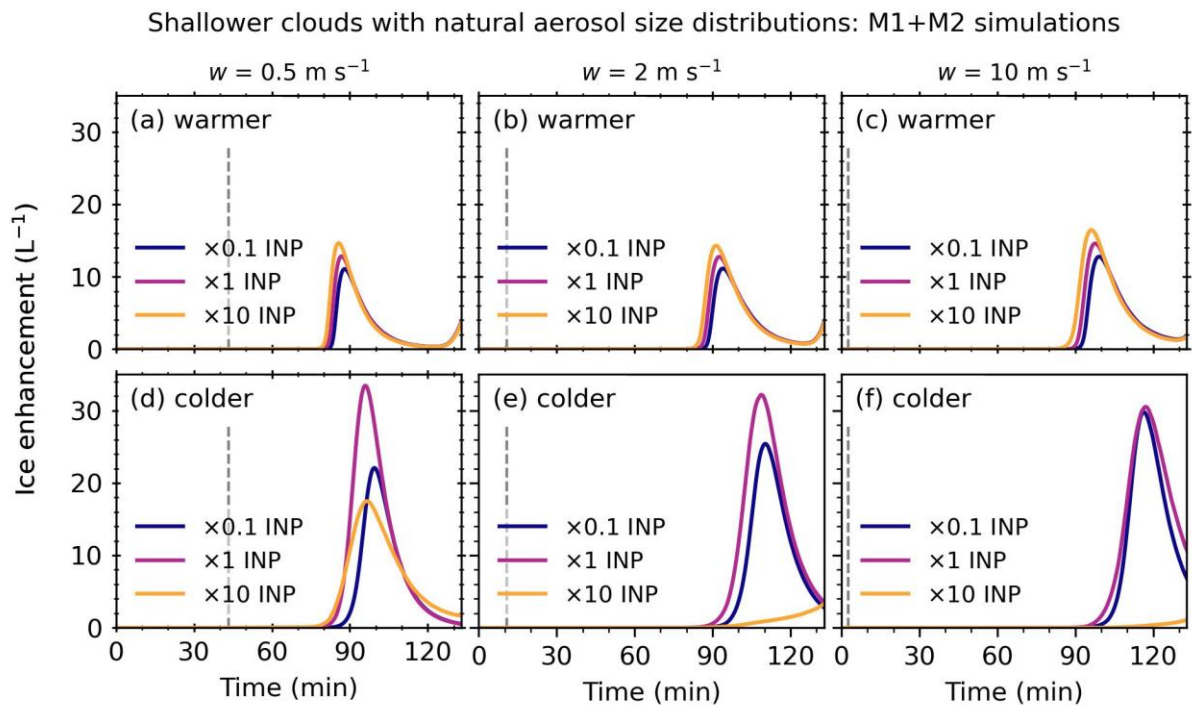 Shallower clouds with natural aerosol size distributions: M1+M2 simulations
w = 0.5 m s⁻¹
w = 2 m s⁻¹
w = 10 m s⁻¹
Ice enhancement (L⁻¹)
(a) warmer
30
20
10
0
×0.1 INP
×1 INP
×10 INP
(b) warmer
×0.1 INP
×1 INP
×10 INP
(c) warmer
×0.1 INP
×1 INP
×10 INP
(d) colder
30
20
10
0
×0.1 INP
×1 INP
×10 INP
0 30 60 90 120
Time (min)
(e) colder
×0.1 INP
×1 INP
×10 INP
0 30 60 90 120
Time (min)
(f) colder
×0.1 INP
×1 INP
×10 INP
0 30 60 90 120
Time (min)